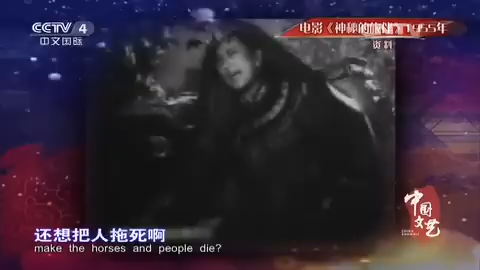 CCTV 4
中文国际
电影《神秘的旅伴》1955年
资料
中国文艺
还想把人拖死啊
make the horses and people die?